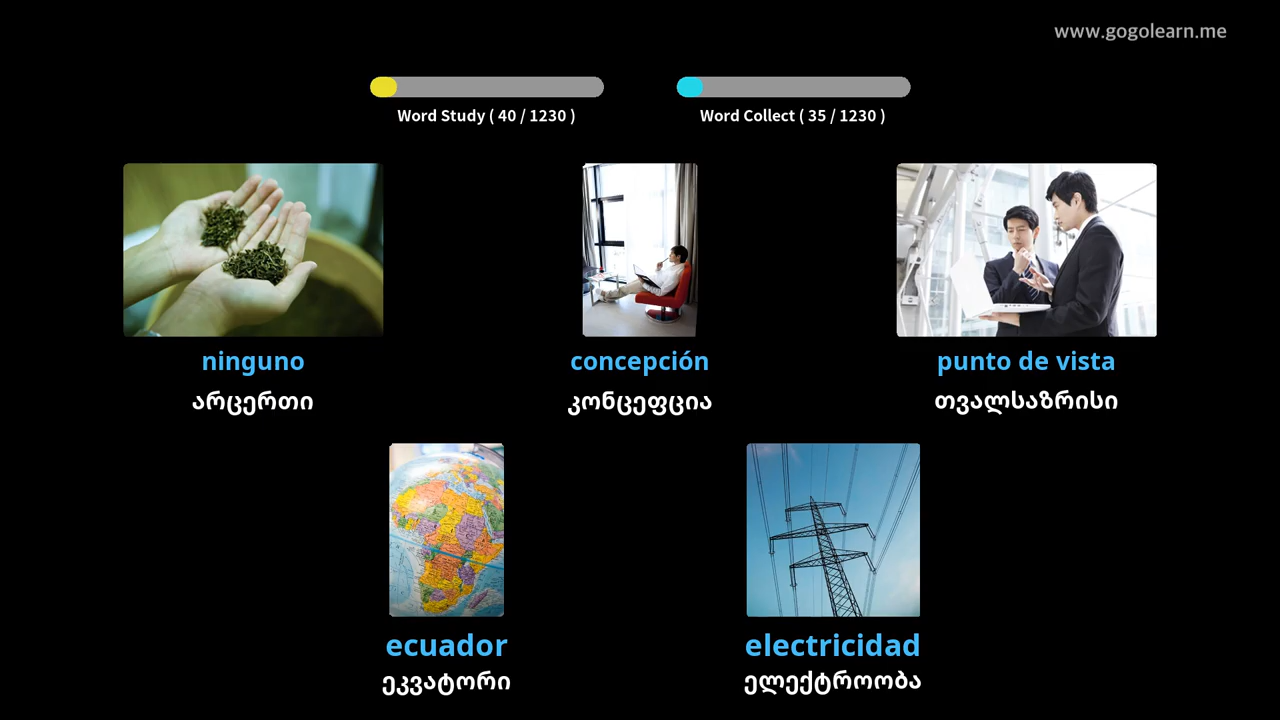 www.gogolearn.me
Word Study ( 40 / 1230 )
Word Collect ( 35 / 1230 )
ninguno
არცერთი
concepción
კონცეფცია
punto de vista
თვალსაზრისი
ecuador
ეკვატორი
electricidad
ელექტროობა